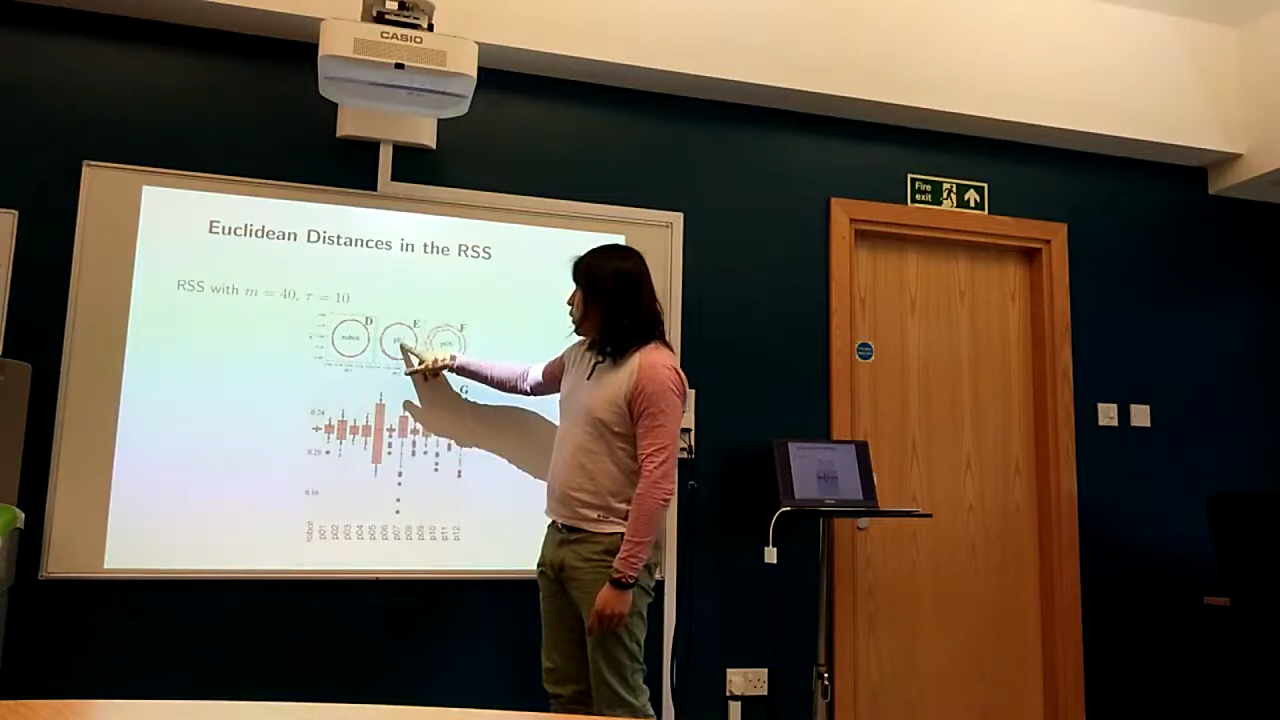 CASIO
Fire
exit
Euclidean Distances in the RSS
RSS with m = 40, τ = 10
D E F
robot
p05
G
0.24
0.20
0.16
robot p01 p02 p03 p04 p05 p06 p07 p08 p09 p10 p11 p12